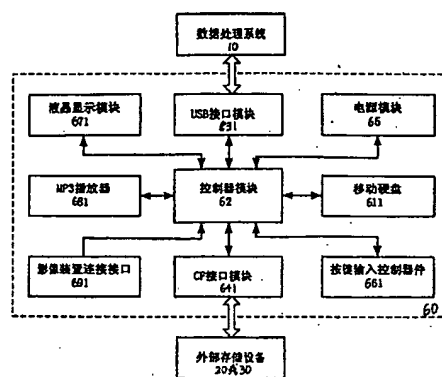 数据处理系统
10
液晶显示模块
671
USB接口模块
631
电源模块
65
MP3播放器
681
控制器模块
62
移动硬盘
611
影像装置连接接口
691
CF接口模块
641
按键输入控制器件
661
60
外部存储设备
20或30